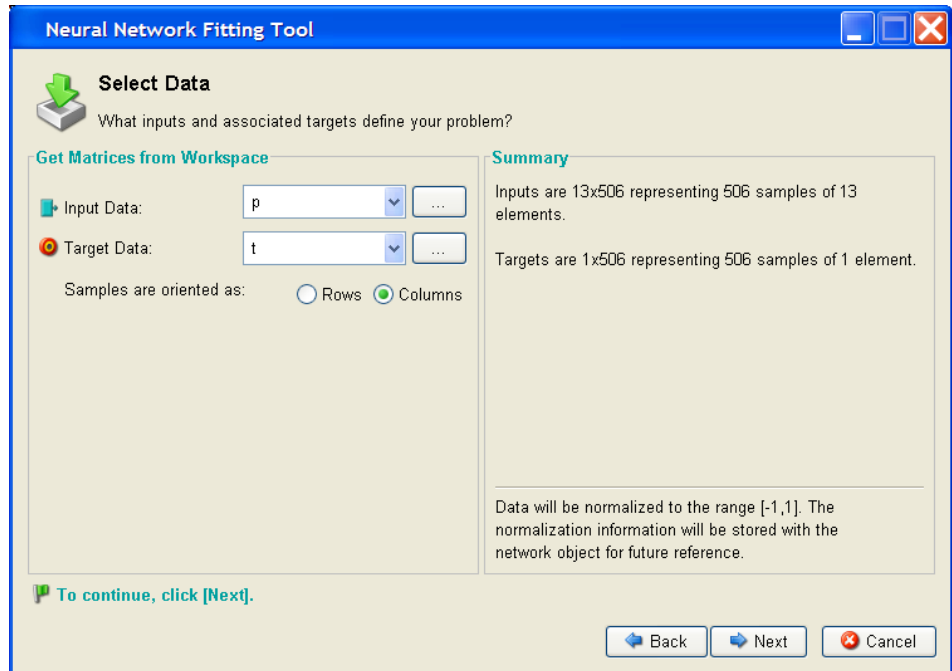 Neural Network Fitting Tool
Select Data
What inputs and associated targets define your problem?
Get Matrices from Workspace
Input Data:
p
...
Target Data:
t
...
Samples are oriented as:
Rows
Columns
Summary
Inputs are 13x506 representing 506 samples of 13
elements.
Targets are 1x506 representing 506 samples of 1 element.
Data will be normalized to the range [-1,1]. The
normalization information will be stored with the
network object for future reference.
To continue, click [Next].
Back
Next
Cancel